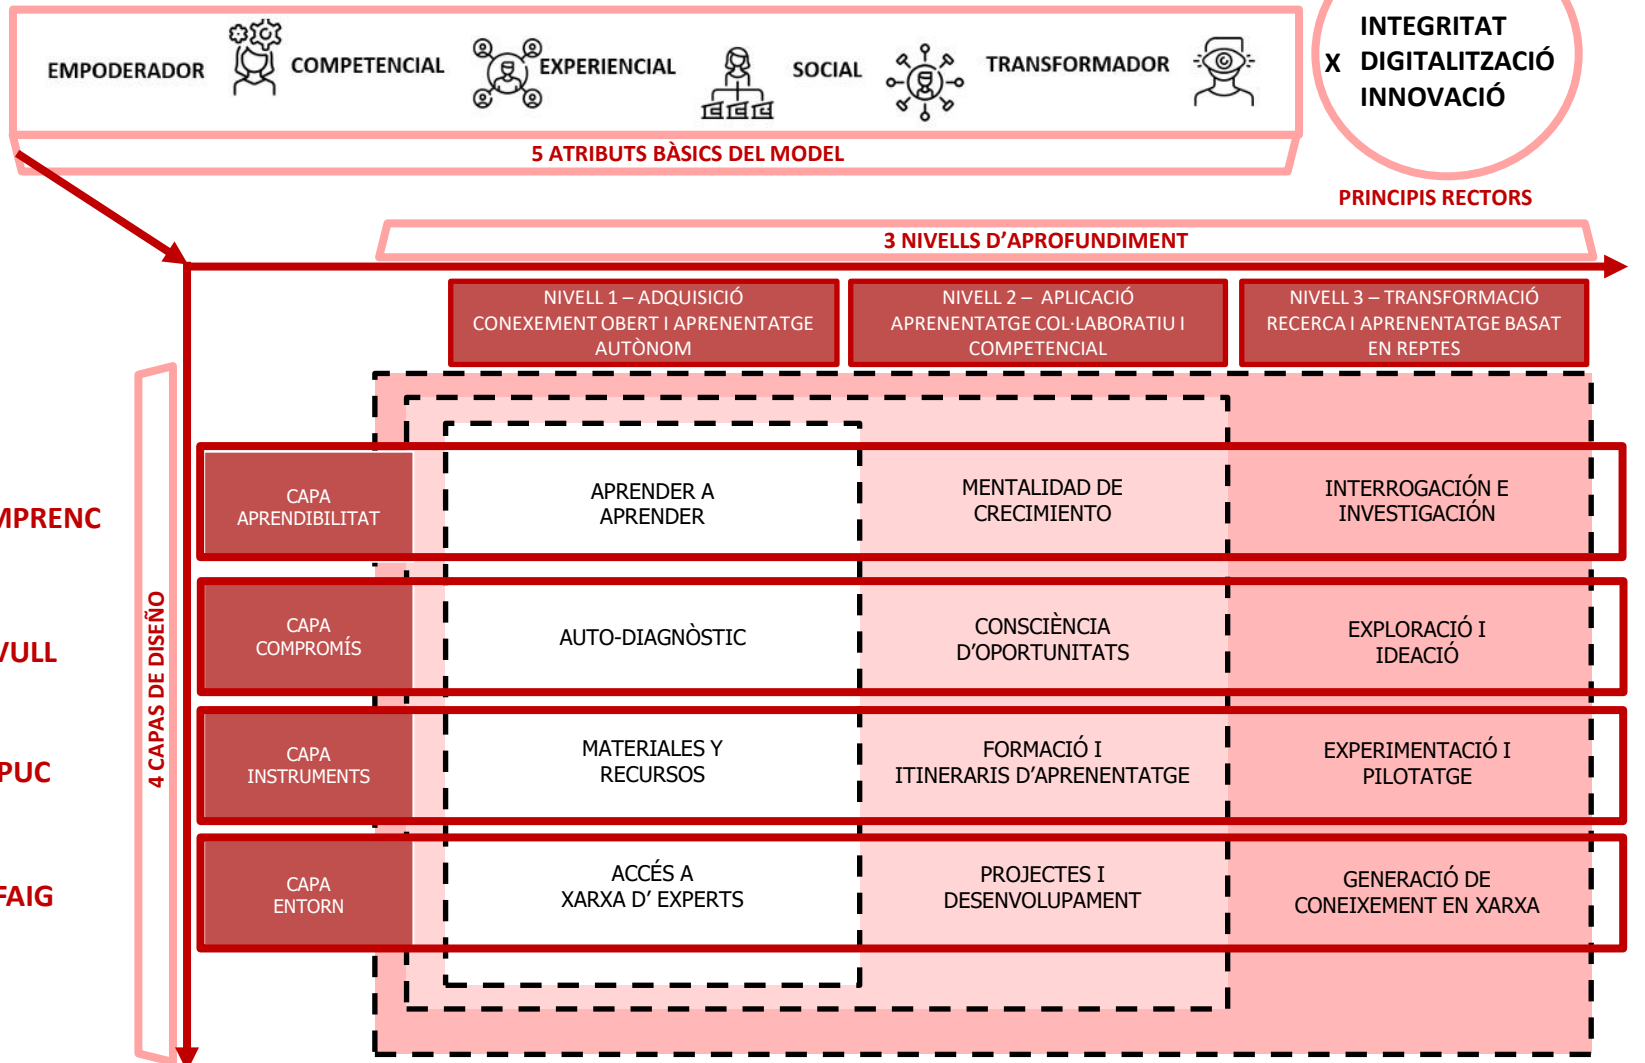 INTEGRITAT
X DIGITALITZACIÓ
INNOVACIÓ
EMPODERADOR
COMPETENCIAL
EXPERIENCIAL
SOCIAL
TRANSFORMADOR
5 ATRIBUTS BÀSICS DEL MODEL
PRINCIPIS RECTORS
3 NIVELLS D'APROFUNDIMENT
NIVELL 1 – ADQUISICIÓ
CONEXEMENT OBERT I APRENENTATGE
AUTÒNOM
NIVELL 2 – APLICACIÓ
APRENENTATGE COL·LABORATIU I
COMPETENCIAL
NIVELL 3 – TRANSFORMACIÓ
RECERCA I APRENENTATGE BASAT
EN REPTES
4 CAPAS DE DISEÑO
MPRENC
CAPA
APRENDIBILITAT
APRENDER A
APRENDER
MENTALIDAD DE
CRECIMIENTO
INTERROGACIÓN E
INVESTIGACIÓN
VULL
CAPA
COMPROMÍS
AUTO-DIAGNÒSTIC
CONSCIÈNCIA
D'OPORTUNITATS
EXPLORACIÓ I
IDEACIÓ
PUC
CAPA
INSTRUMENTS
MATERIALES Y
RECURSOS
FORMACIÓ I
ITINERARIS D'APRENENTATGE
EXPERIMENTACIÓ I
PILOTATGE
FAIG
CAPA
ENTORN
ACCÉS A
XARXA D' EXPERTS
PROJECTES I
DESENVOLUPAMENT
GENERACIÓ DE
CONEIXEMENT EN XARXA